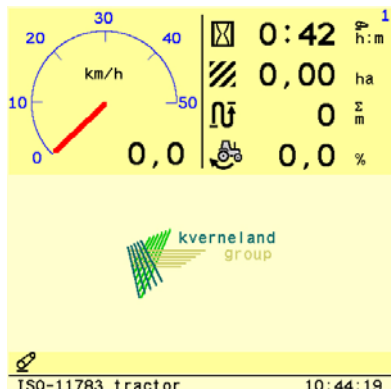 20 30 40
10 km/h 50
0 0,0
1
0:42 h:m
0,00 ha
0 Σ m
0,0 %
kverneland
group
ISO-11783 tractor 10:44:19